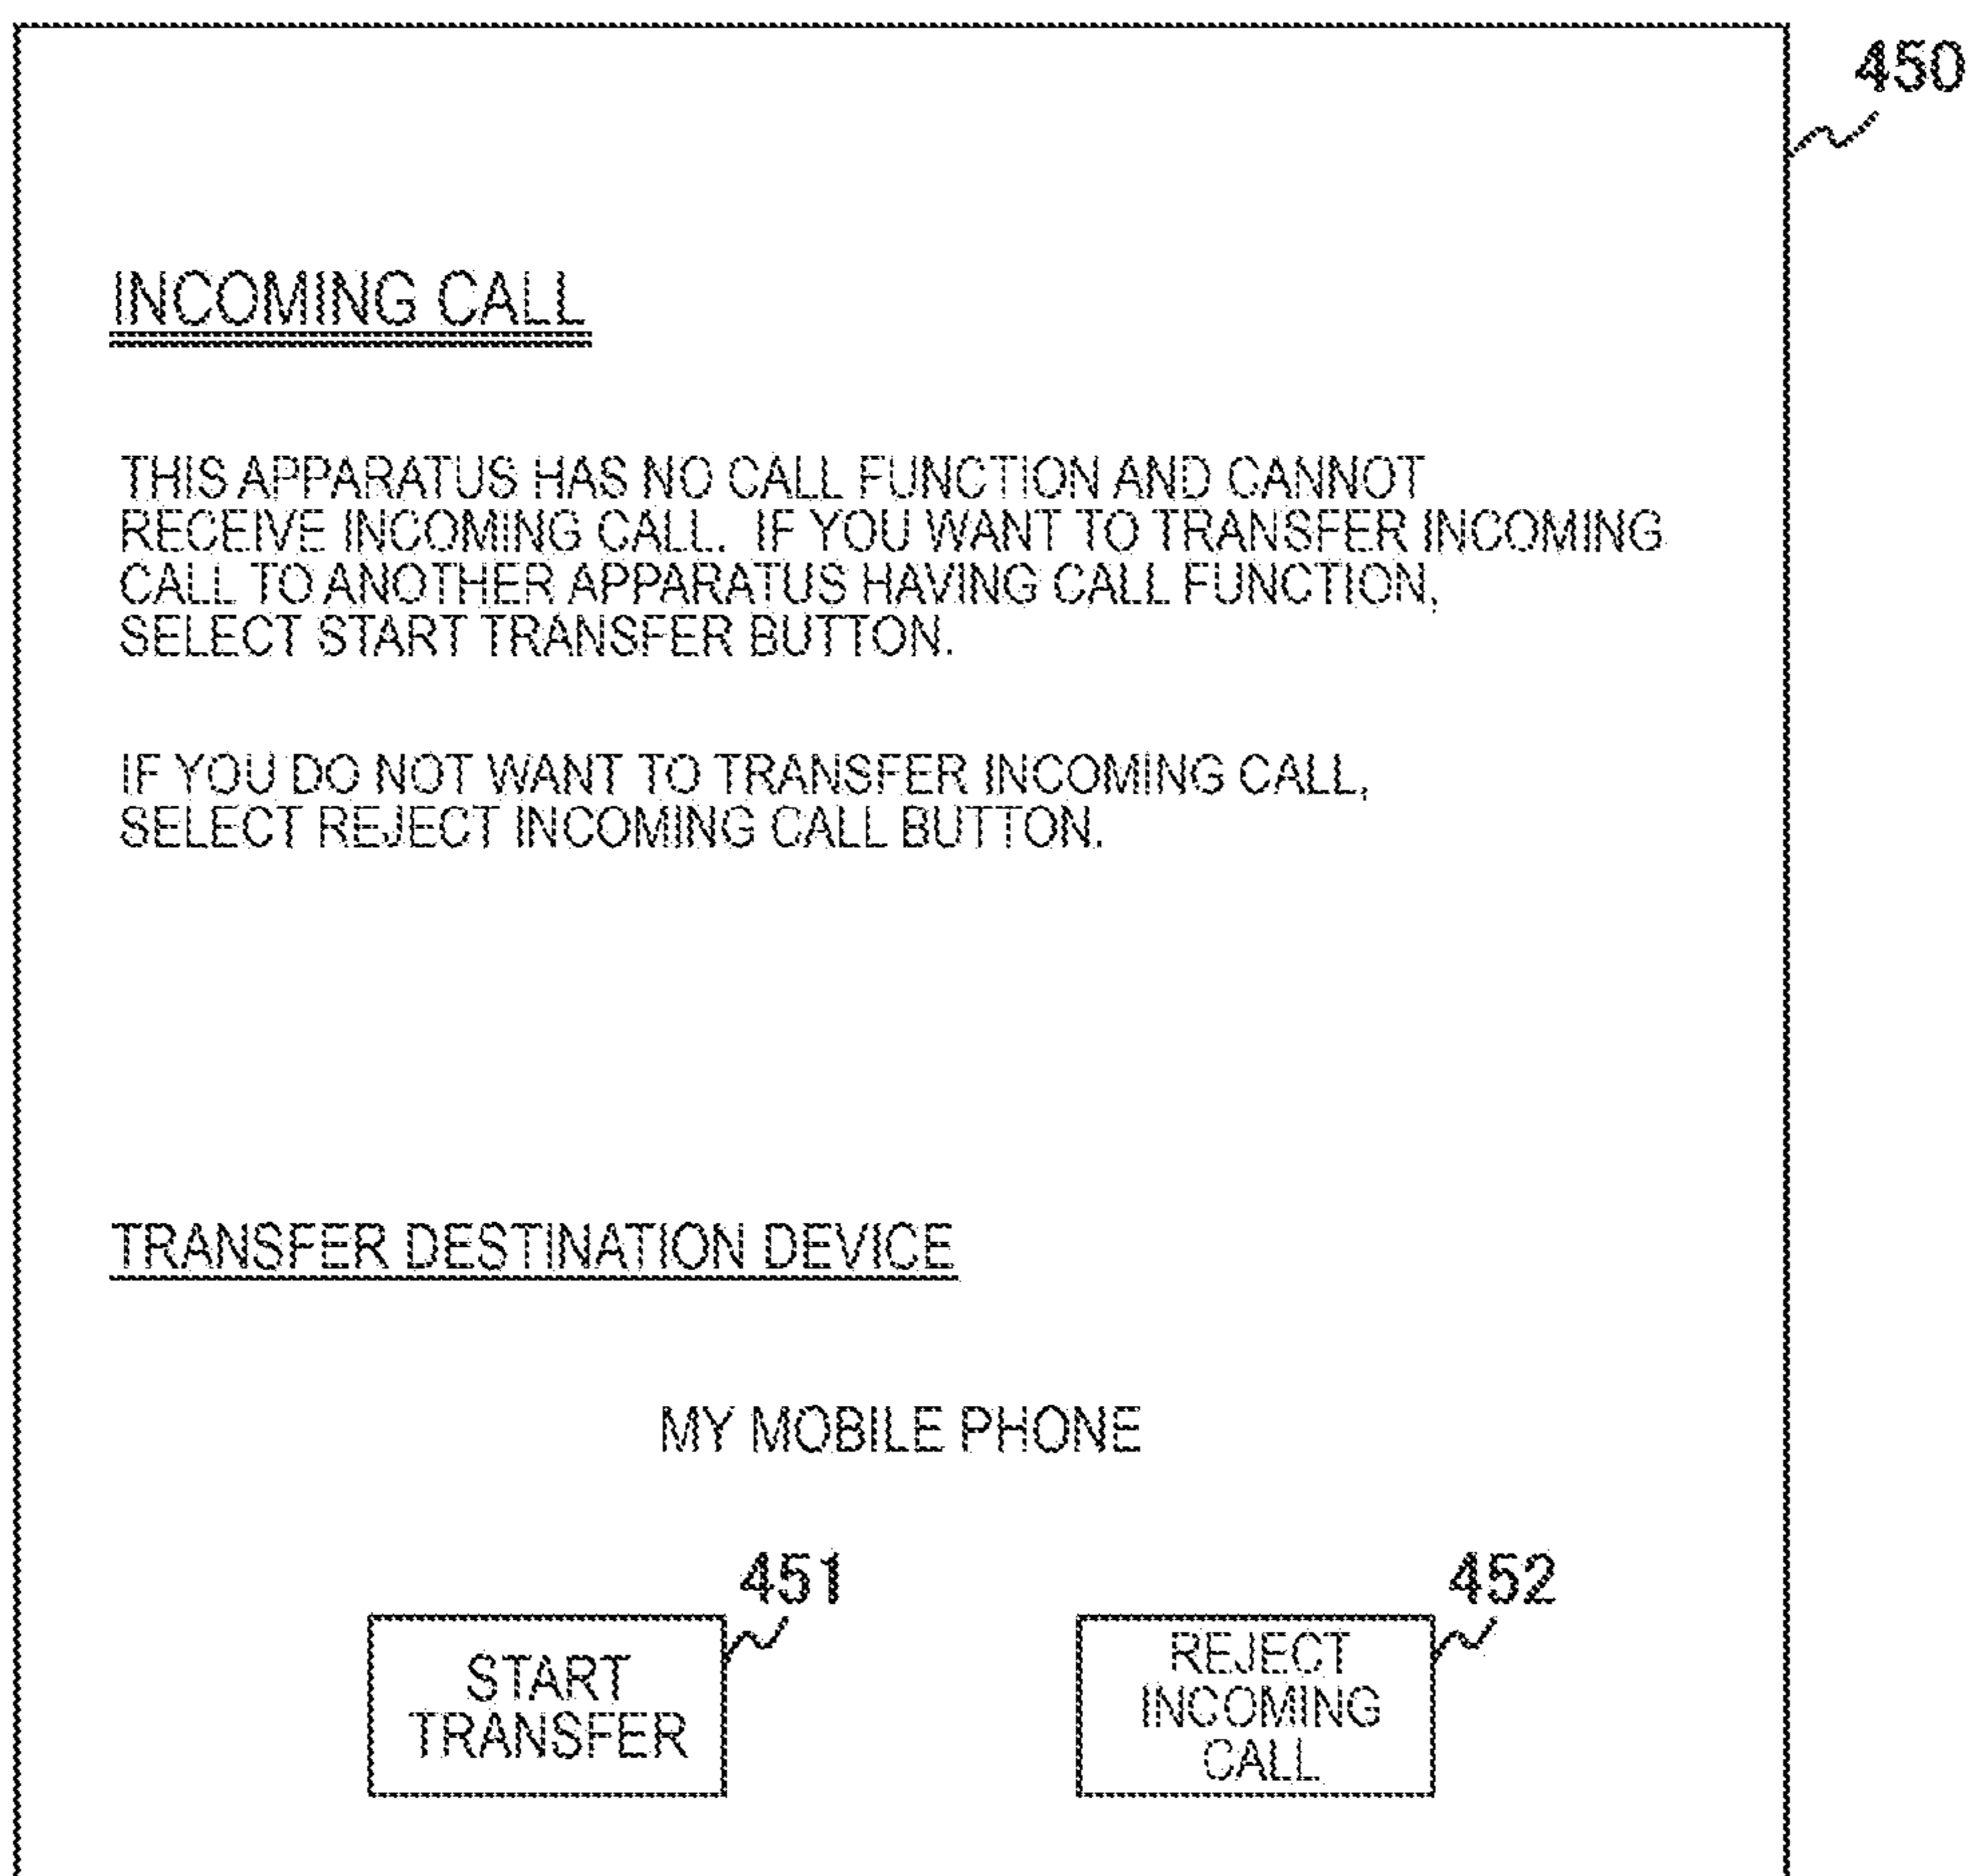 450
INCOMING CALL
THIS APPARATUS HAS NO CALL FUNCTION AND CANNOT
RECEIVE INCOMING CALL. IF YOU WANT TO TRANSFER INCOMING
CALL TO ANOTHER APPARATUS HAVING CALL FUNCTION,
SELECT START TRANSFER BUTTON.
IF YOU DO NOT WANT TO TRANSFER INCOMING CALL,
SELECT REJECT INCOMING CALL BUTTON.
TRANSFER DESTINATION DEVICE
MY MOBILE PHONE
451
START
TRANSFER
452
REJECT
INCOMING
CALL